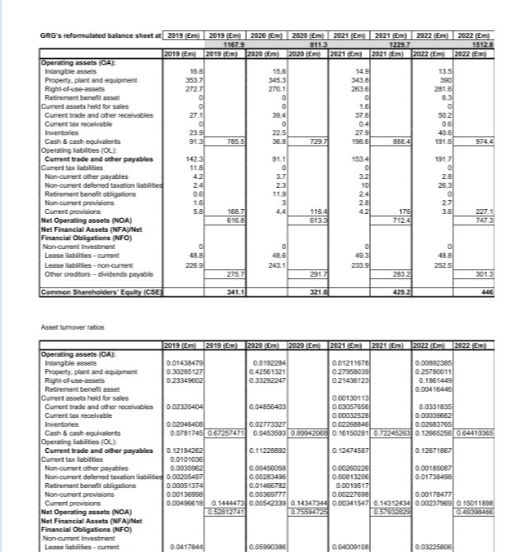 GRG's reformulated balance sheet at 2019 (£m) 2019 (£m) 2020 (£m) 2020 (£m) 2021 (£m) 2021 (£m) 2022 (£m) 2022 (£m)
1167.9 811.3 1229.7 1512.8
2019 (£m) 2019 (£m) 2020 (£m) 2020 (£m) 2021 (£m) 2021 (£m) 2022 (£m) 2022 (£m)
Operating assets (OA):
Intangible assets 16.8 15.6 14.9 13.5
Property, plant and equipment 353.7 345.3 343.8 390
Right-of-use-assets 272.7 270.1 263.6 281.6
Retirement benefit asset 0 0 0 6.3
Current assets held for sales 0 0 1.6 0
Current trade and other receivables 27.1 39.4 37.6 50.2
Current tax receivable 0 0 0.4 0.6
Inventories 23.9 22.5 27.9 40.6
Cash & cash equivalents 91.3 785.5 36.8 729.7 198.6 888.4 191.6 974.4
Operating liabilities (OL):
Current trade and other payables 142.3 91.1 153.4 191.7
Current tax liabilities 11.8 0 0 0
Non-current other payables 4.2 3.7 3.2 2.8
Non-current deferred taxation liabilities 2.4 2.3 10 26.3
Retirement benefit obligations 0.6 11.9 2.4 0
Non-current provisions 1.6 3 2.8 2.7
Current provisions 5.8 168.7 4.4 116.4 4.2 176 3.6 227.1
Net Operating Assets (NOA) 616.8 613.3 712.4 747.3
Net Financial Assets (NFA)/Net
Financial Obligations (NFO)
Non-current Investment 0 0 0 0
Lease liabilities - current 48.8 48.6 49.3 48.8
Lease liabilities - non-current 226.9 243.1 233.9 252.5
Other creditors – dividends payable 275.7 291.7 283.2 301.3
Common Shareholders' Equity (CSE) 341.1 321.6 429.2 446
Asset turnover ratios
2019 (£m) 2019 (£m) 2020 (£m) 2020 (£m) 2021 (£m) 2021 (£m) 2022 (£m) 2022 (£m)
Operating assets (OA):
Intangible assets 0.01438479 0.0192284 0.01211678 0.00892385
Property, plant and equipment 0.30285127 0.42561321 0.27958039 0.25780011
Right-of-use-assets 0.23349602 0.33292247 0.21436123 0.1861449
Retirement benefit asset 0.00416446
Current assets held for sales 0.00130113
Current trade and other receivables 0.02320404 0.04856403 0.03057656 0.0331835
Current tax receivable 0.00032528 0.00039662
Inventories 0.02046408 0.02773327 0.02268846 0.02683765
Cash & cash equivalents 0.0781745 0.67257471 0.0453593 0.89942068 0.16150281 0.72245263 0.12665256 0.64410365
Operating liabilities (OL):
Current trade and other payables 0.12184262 0.11228892 0.12474587 0.12671867
Current tax liabilities 0.0101036
Non-current other payables 0.0035962 0.00456058 0.00260226 0.00185087
Non-current deferred taxation liabilities 0.00205497 0.00283496 0.00813206 0.01738498
Retirement benefit obligations 0.00051374 0.01466782 0.0019517
Non-current provisions 0.00136998 0.00369777 0.00227698 0.00178477
Current provisions 0.00496618 0.1444473 0.00542339 0.14347344 0.00341547 0.14312434 0.00237969 0.15011898
Net Operating Assets (NOA) 0.52812741 0.75594725 0.57932829 0.49398466
Net Financial Assets (NFA)/Net
Financial Obligations (NFO)
Non-current Investment
Lease liabilities - current 0.0417844 0.05990386 0.04009108 0.03225806